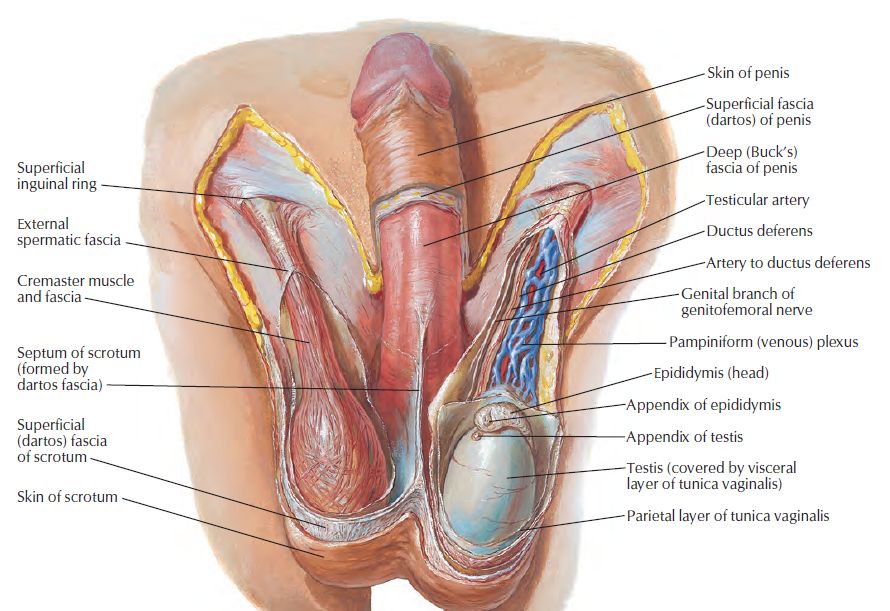 Superficial
inguinal ring
External
spermatic fascia
Cremaster muscle
and fascia
Septum of scrotum
(formed by
dartos fascia)
Superficial
(dartos) fascia
of scrotum
Skin of scrotum
Skin of penis
Superficial fascia
(dartos) of penis
Deep (Buck’s)
fascia of penis
Testicular artery
Ductus deferens
Artery to ductus deferens
Genital branch of
genitofemoral nerve
Pampiniform (venous) plexus
Epididymis (head)
Appendix of epididymis
Appendix of testis
Testis (covered by visceral
layer of tunica vaginalis)
Parietal layer of tunica vaginalis